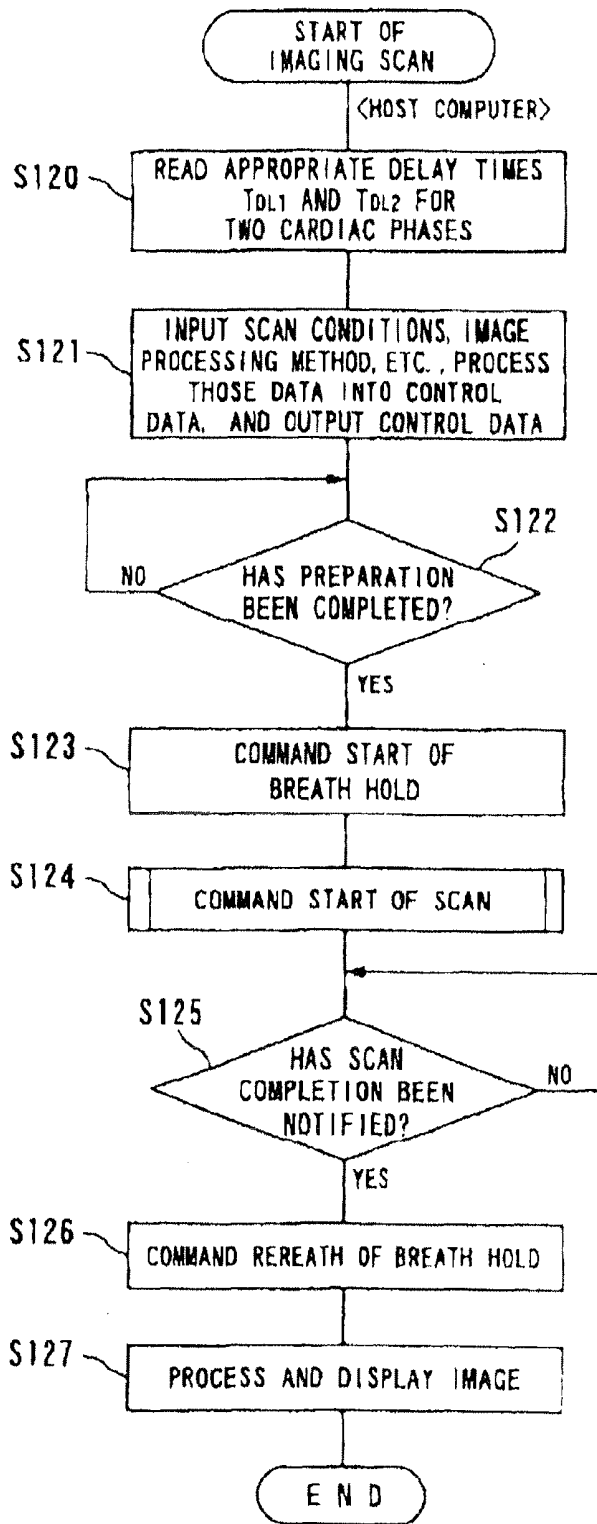 START OF
IMAGING SCAN
<HOST COMPUTER>
S120
READ APPROPRIATE DELAY TIMES
TDL1 AND TDL2 FOR
TWO CARDIAC PHASES
S121
INPUT SCAN CONDITIONS, IMAGE
PROCESSING METHOD, ETC., PROCESS
THOSE DATA INTO CONTROL
DATA, AND OUTPUT CONTROL DATA
S122
NO
HAS PREPARATION
BEEN COMPLETED?
YES
S123
COMMAND START OF
BREATH HOLD
S124
COMMAND START OF SCAN
S125
HAS SCAN
COMPLETION BEEN
NOTIFIED?
NO
YES
S126
COMMAND REREATH OF BREATH HOLD
S127
PROCESS AND DISPLAY IMAGE
END